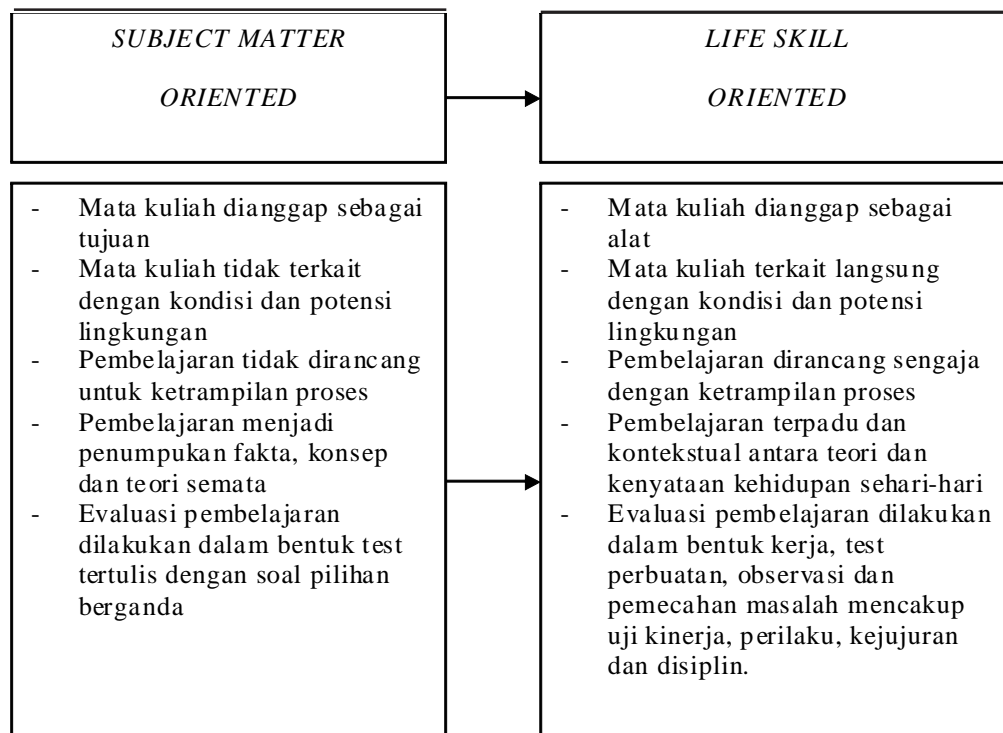 SUBJECT MATTER
ORIENTED
LIFE SKILL
ORIENTED
- Mata kuliah dianggap sebagai
tujuan
- Mata kuliah tidak terkait
dengan kondisi dan potensi
lingkungan
- Pembelajaran tidak dirancang
untuk ketrampilan proses
- Pembelajaran menjadi
penumpukan fakta, konsep
dan teori semata
- Evaluasi pembelajaran
dilakukan dalam bentuk test
tertulis dengan soal pilihan
berganda
- Mata kuliah dianggap sebagai
alat
- Mata kuliah terkait langsung
dengan kondisi dan potensi
lingkungan
- Pembelajaran dirancang sengaja
dengan ketrampilan proses
- Pembelajaran terpadu dan
kontekstual antara teori dan
kenyataan kehidupan sehari-hari
- Evaluasi pembelajaran dilakukan
dalam bentuk kerja, test
perbuatan, observasi dan
pemecahan masalah mencakup
uji kinerja, perilaku, kejujuran
dan disiplin.